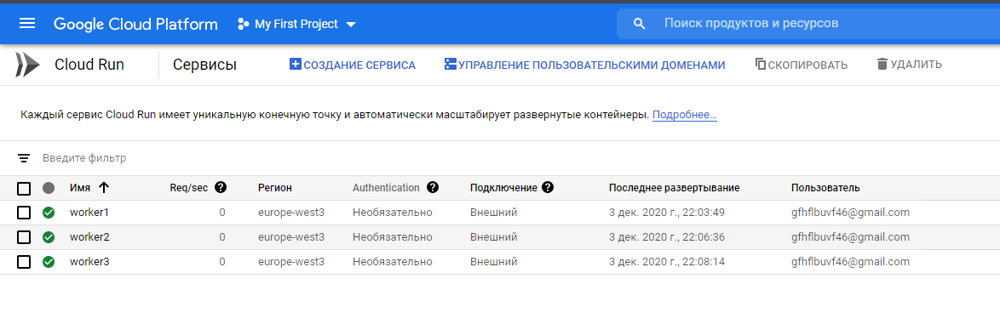 Google Cloud Platform My First Project Поиск продуктов и ресурсов
Cloud Run Сервисы СОЗДАНИЕ СЕРВИСА УПРАВЛЕНИЕ ПОЛЬЗОВАТЕЛЬСКИМИ ДОМЕНАМИ СКОПИРОВАТЬ УДАЛИТЬ
Каждый сервис Cloud Run имеет уникальную конечную точку и автоматически масштабирует развернутые контейнеры. Подробнее…
Введите фильтр
Имя Req/sec Регион Authentication Подключение Последнее развертывание Пользователь
worker1 0 europe-west3 Необязательно Внешний 3 дек. 2020 г., 22:03:49 gfhflbuvf46@gmail.com
worker2 0 europe-west3 Необязательно Внешний 3 дек. 2020 г., 22:06:36 gfhflbuvf46@gmail.com
worker3 0 europe-west3 Необязательно Внешний 3 дек. 2020 г., 22:08:14 gfhflbuvf46@gmail.com